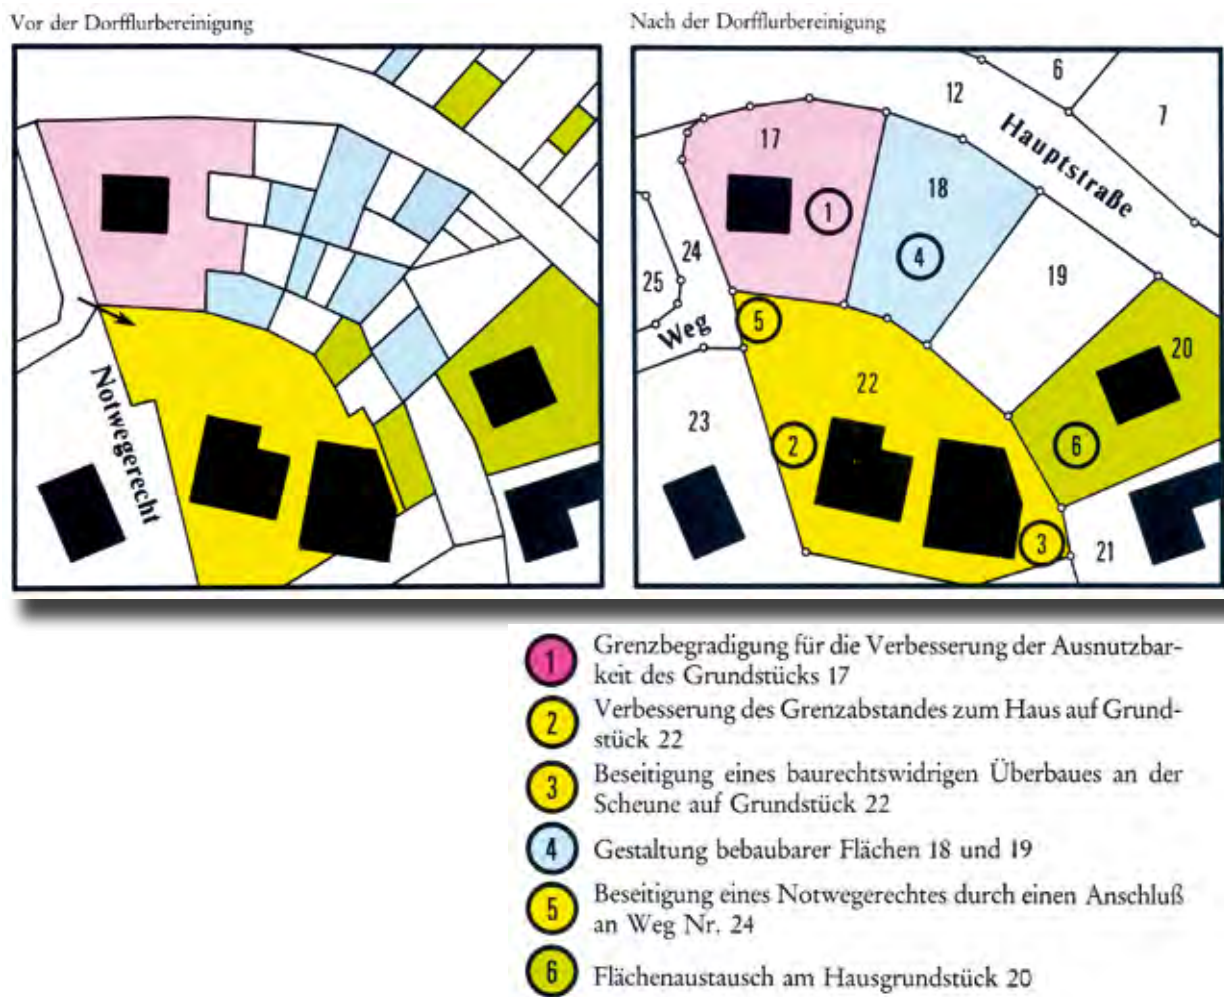 Vor der Dorfflurbereinigung
Nach der Dorfflurbereinigung
Notwegerecht
6
7
12
Hauptstraße
17
1
18
4
19
24
25
Weg
5
20
22
23
2
6
3
21
1 Grenzbegradigung für die Verbesserung der Ausnutzbar-
keit des Grundstücks 17
2 Verbesserung des Grenzabstandes zum Haus auf Grund-
stück 22
3 Beseitigung eines baurechtswidrigen Überbaues an der
Scheune auf Grundstück 22
4 Gestaltung bebaubarer Flächen 18 und 19
5 Beseitigung eines Notwegerechtes durch einen Anschluß
an Weg Nr. 24
6 Flächenaustausch am Hausgrundstück 20